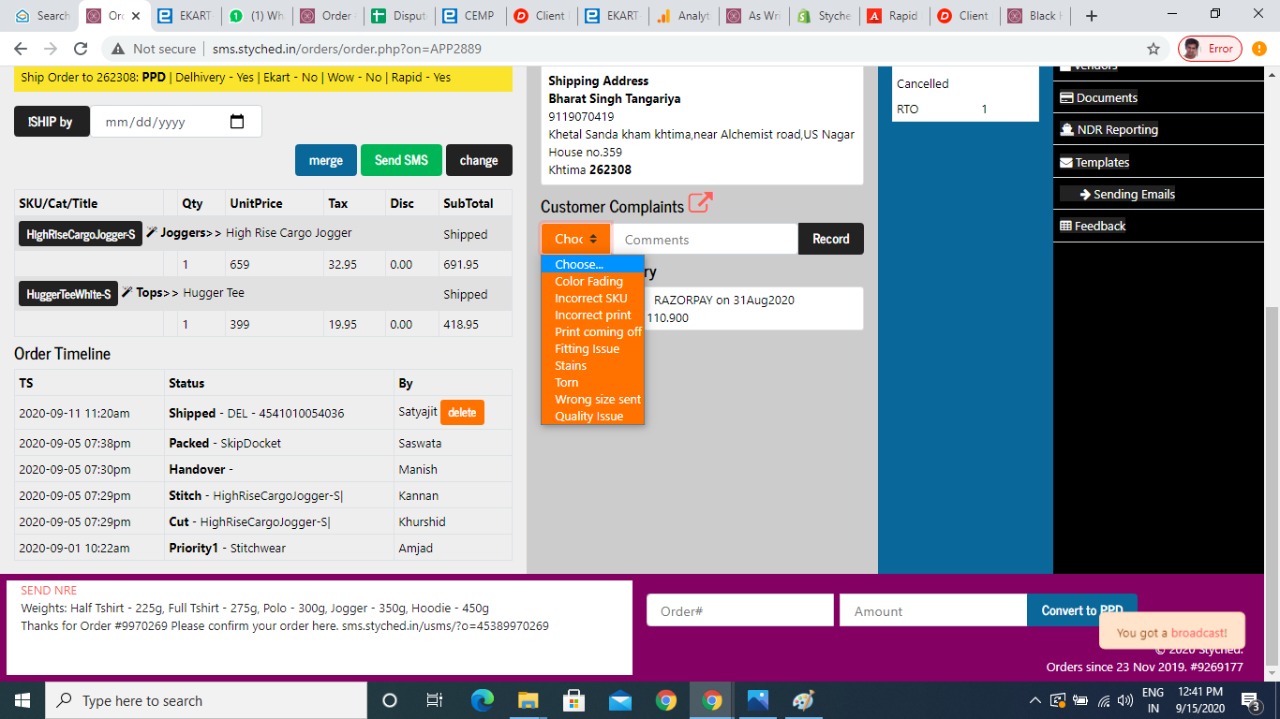 Search
Orc
EKART
(1) Wh
Order
Disput
CEMP
Client
EKART-
Analyti
As Wri
Styche
Rapid
Client
Black
Not secure | sms.styched.in/orders/order.php?on=APP2889
Error
Ship Order to 262308: PPD | Delhivery - Yes | Ekart - No | Wow - No | Rapid - Yes
ISHIP by
mm/dd/yyyy
merge
Send SMS
change
SKU/Cat/Title Qty UnitPrice Tax Disc SubTotal
HighRIseCargoJogger-S Joggers>> High Rise Cargo Jogger Shipped
1 659 32.95 0.00 691.95
HuggerTeeWhite-S Tops>> Hugger Tee Shipped
1 399 19.95 0.00 418.95
Order Timeline
TS Status By
2020-09-11 11:20am Shipped - DEL - 4541010054036 Satyajit delete
2020-09-05 07:38pm Packed - SkipDocket Saswata
2020-09-05 07:30pm Handover - Manish
2020-09-05 07:29pm Stitch - HighRIseCargoJogger-S| Kannan
2020-09-05 07:29pm Cut - HighRIseCargoJogger-S| Khurshid
2020-09-01 10:22am Priority1 - Stitchwear Amjad
Shipping Address
Bharat Singh Tangariya
9119070419
Khetal Sanda kham khtima,near Alchemist road,US Nagar
House no.359
Khtima 262308
Customer Complaints
Choo
Comments
Record
Choose...
Color Fading
Incorrect SKU
Incorrect print
Print coming off
Fitting Issue
Stains
Torn
Wrong size sent
Quality Issue
ry
RAZORPAY on 31Aug2020
110.900
Cancelled
RTO 1
Vendors
Documents
NDR Reporting
Templates
Sending Emails
Feedback
SEND NRE
Weights: Half Tshirt - 225g, Full Tshirt - 275g, Polo - 300g, Jogger - 350g, Hoodie - 450g
Thanks for Order #9970269 Please confirm your order here. sms.styched.in/usms/?o=45389970269
Order#
Amount
Convert to PPD
You got a broadcast!
© 2020 Styched.
Orders since 23 Nov 2019. #9269177
Type here to search
ENG
IN
12:41 PM
9/15/2020
3